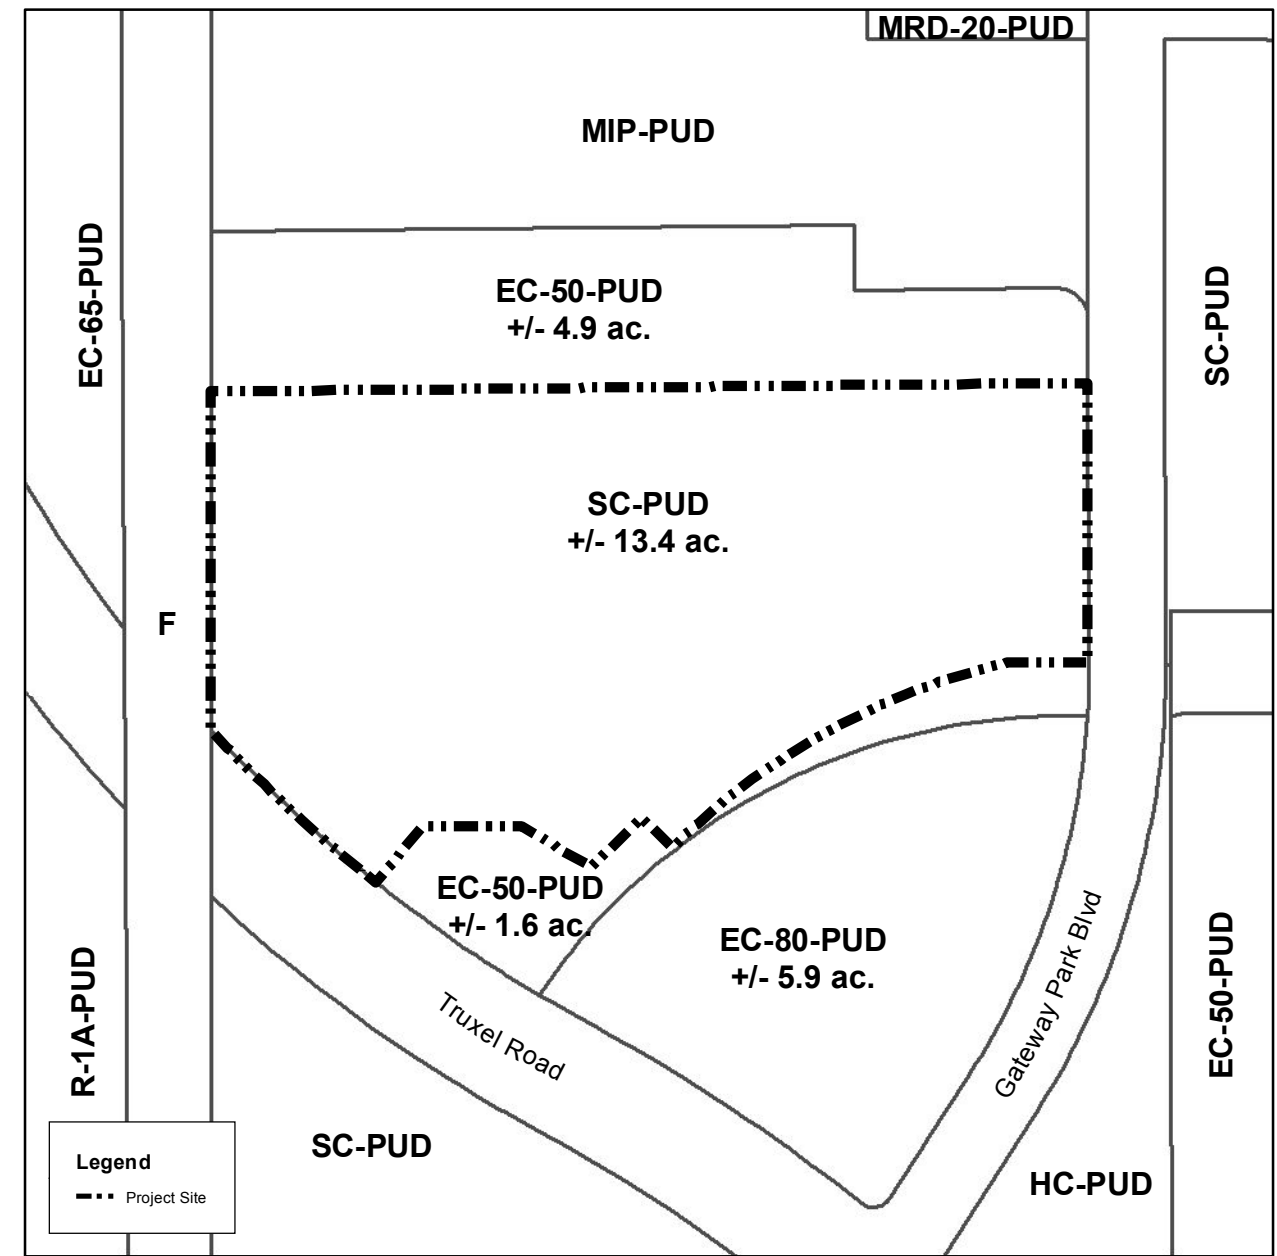 MRD-20-PUD
MIP-PUD
EC-65-PUD
EC-50-PUD
+/- 4.9 ac.
SC-PUD
SC-PUD
+/- 13.4 ac.
F
EC-50-PUD
+/- 1.6 ac.
EC-80-PUD
+/- 5.9 ac.
Gateway Park Blvd
EC-50-PUD
R-1A-PUD
Truxel Road
SC-PUD
HC-PUD
Legend
Project Site